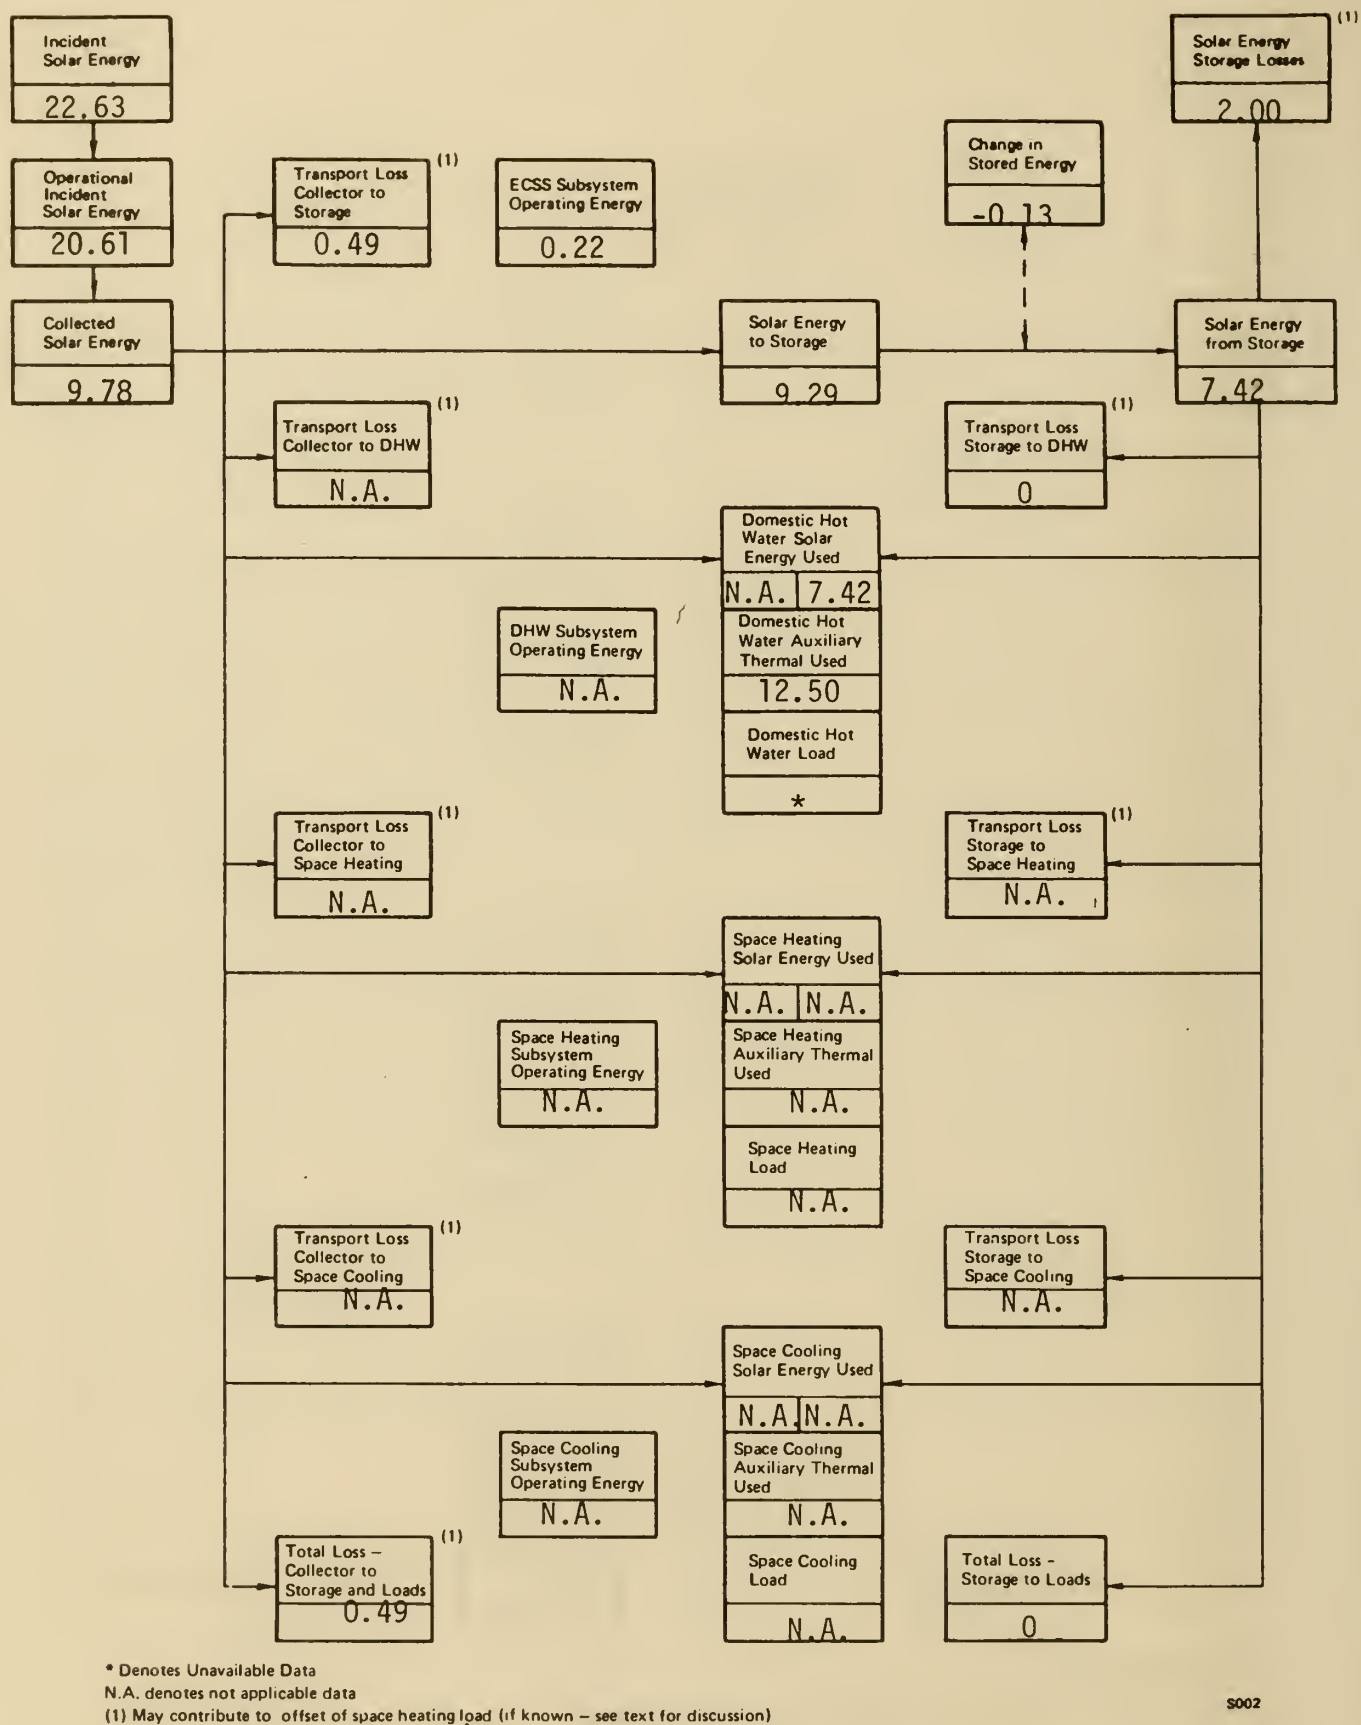 Incident
Solar Energy
22.63
(1)
Solar Energy
Storage Losses
2.00
Operational
Incident
Solar Energy
20.61
(1)
Transport Loss
Collector to
Storage
0.49
ECSS Subsystem
Operating Energy
0.22
Change in
Stored Energy
-0.13
Collected
Solar Energy
9.78
Solar Energy
to Storage
9.29
Solar Energy
from Storage
7.42
(1)
Transport Loss
Collector to DHW
N.A.
(1)
Transport Loss
Storage to DHW
0
Domestic Hot
Water Solar
Energy Used
N.A. 7.42
Domestic Hot
Water Auxiliary
Thermal Used
12.50
Domestic Hot
Water Load
*
DHW Subsystem
Operating Energy
N.A.
(1)
Transport Loss
Collector to
Space Heating
N.A.
(1)
Transport Loss
Storage to
Space Heating
N.A.
Space Heating
Solar Energy Used
N.A. N.A.
Space Heating
Auxiliary Thermal
Used
N.A.
Space Heating
Load
N.A.
Space Heating
Subsystem
Operating Energy
N.A.
(1)
Transport Loss
Collector to
Space Cooling
N.A.
Transport Loss
Storage to
Space Cooling
N.A.
Space Cooling
Solar Energy Used
N.A. N.A.
Space Cooling
Auxiliary Thermal
Used
N.A.
Space Cooling
Load
N.A.
Space Cooling
Subsystem
Operating Energy
N.A.
(1)
Total Loss –
Collector to
Storage and Loads
0.49
Total Loss -
Storage to Loads
0
* Denotes Unavailable Data
N.A. denotes not applicable data
(1) May contribute to offset of space heating load (if known – see text for discussion)
S002